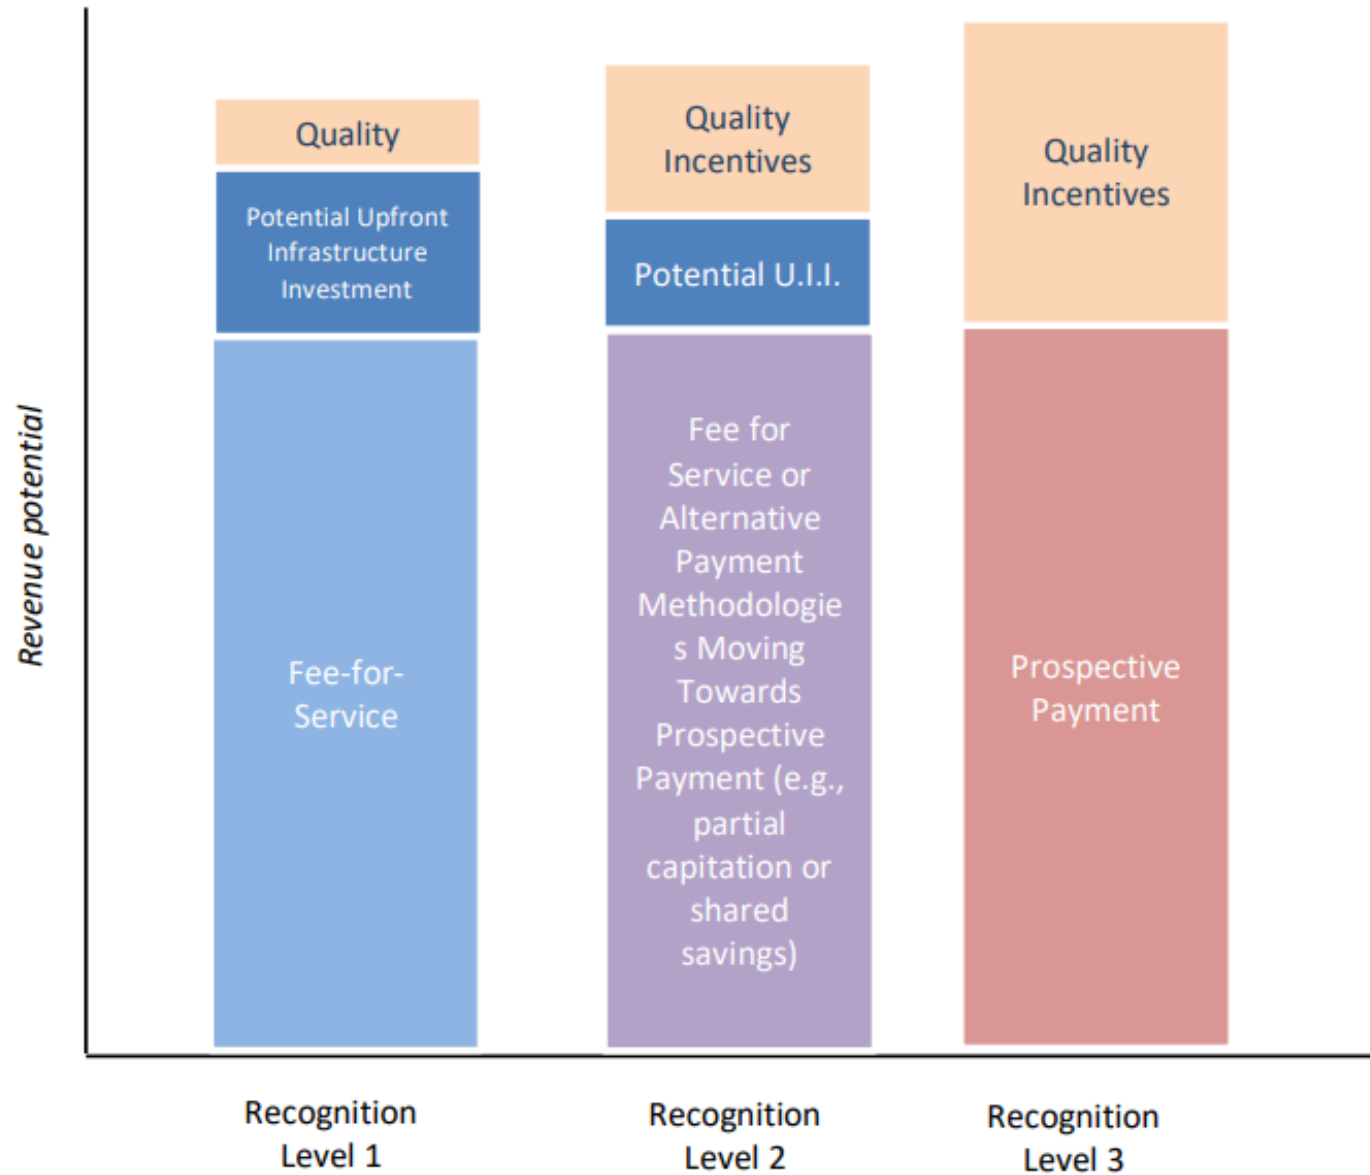 Revenue potential
Quality
Potential Upfront
Infrastructure
Investment
Fee-for-
Service
Quality
Incentives
Potential U.I.I.
Fee for
Service or
Alternative
Payment
Methodologie
s Moving
Towards
Prospective
Payment (e.g.,
partial
capitation or
shared
savings)
Quality
Incentives
Prospective
Payment
Recognition
Level 1
Recognition
Level 2
Recognition
Level 3